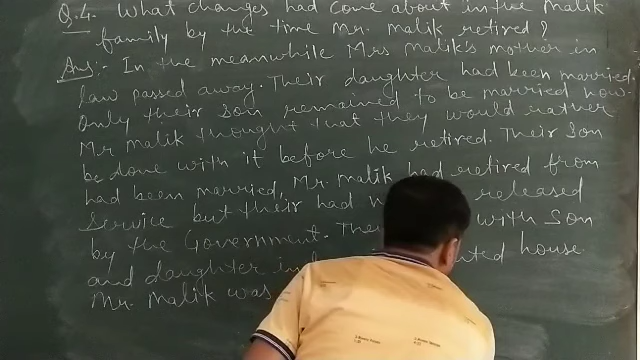 Q.4. What changes had come about in the Malik
family by the time Mr. Malik retired?
Ans:- In the meanwhile Mrs Malik's mother in
law passed away. Their daughter had been married.
Only their son remained to be married now.
Mr Malik thought that they would rather
be done with it before he retired. Their Son
had been married, Mr. Malik had retired from
Service but their had released
by the Government. with Son
and daughter in house
Mr. Malik was